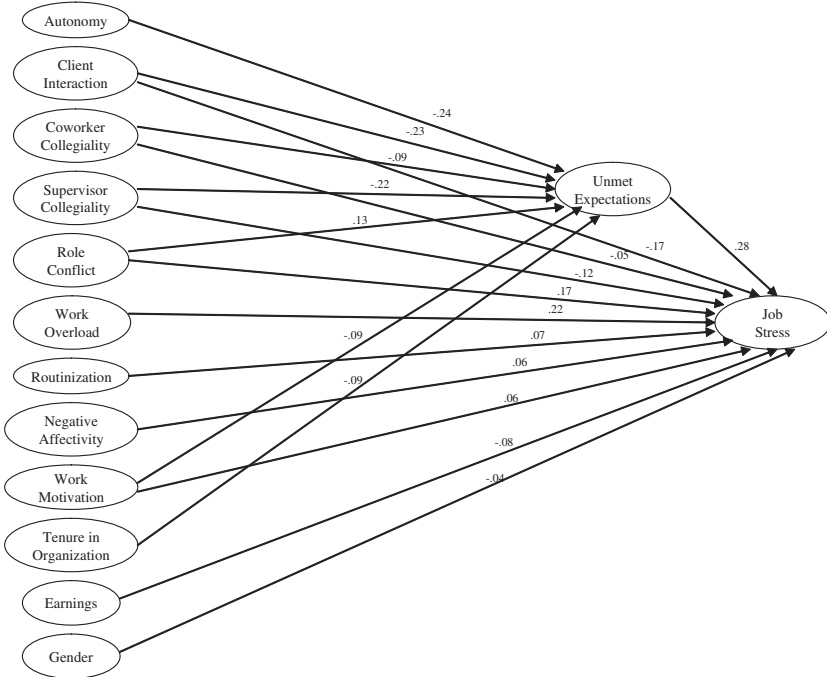 Autonomy
Client
Interaction
Coworker
Collegiality
Supervisor
Collegiality
Role
Conflict
Work
Overload
Routinization
Negative
Affectivity
Work
Motivation
Tenure in
Organization
Earnings
Gender
-.24
-.23
-.09
-.22
.13
Unmet
Expectations
-.17
.28
-.05
-.12
.17
.22
-.09
.07
.06
-.09
.06
-.08
-.04
Job
Stress